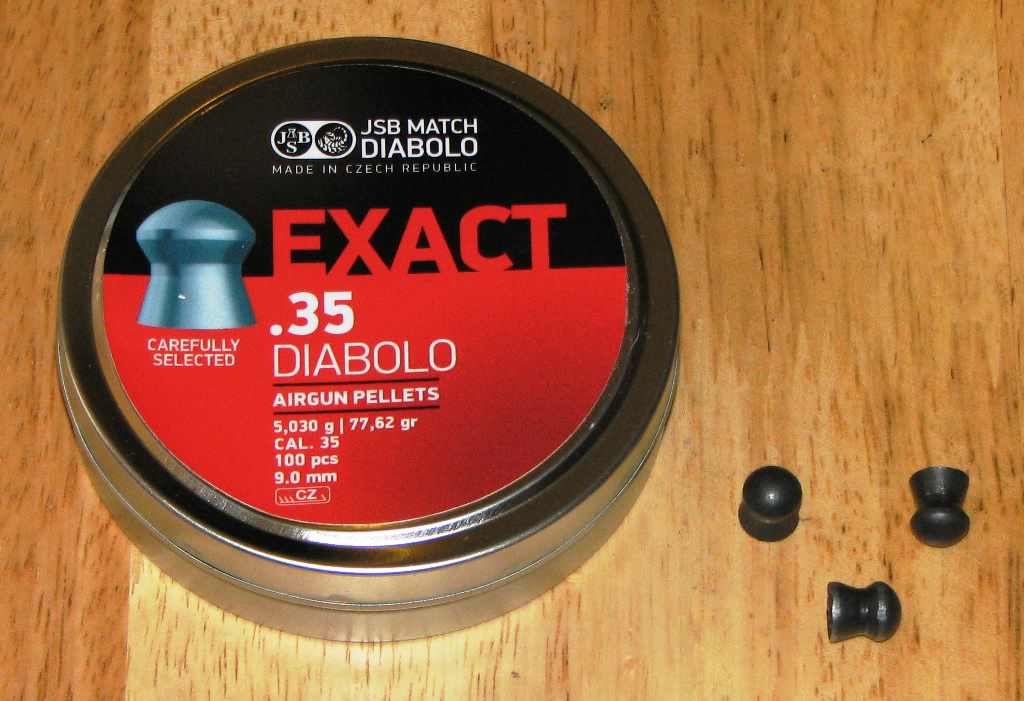 JSB
JSB MATCH
DIABOLO
MADE IN CZECH REPUBLIC
EXACT
.35
DIABOLO
CAREFULLY
SELECTED
AIRGUN PELLETS
5,030 g | 77,62 gr
CAL. 35
100 pcs
9.0 mm
CZ